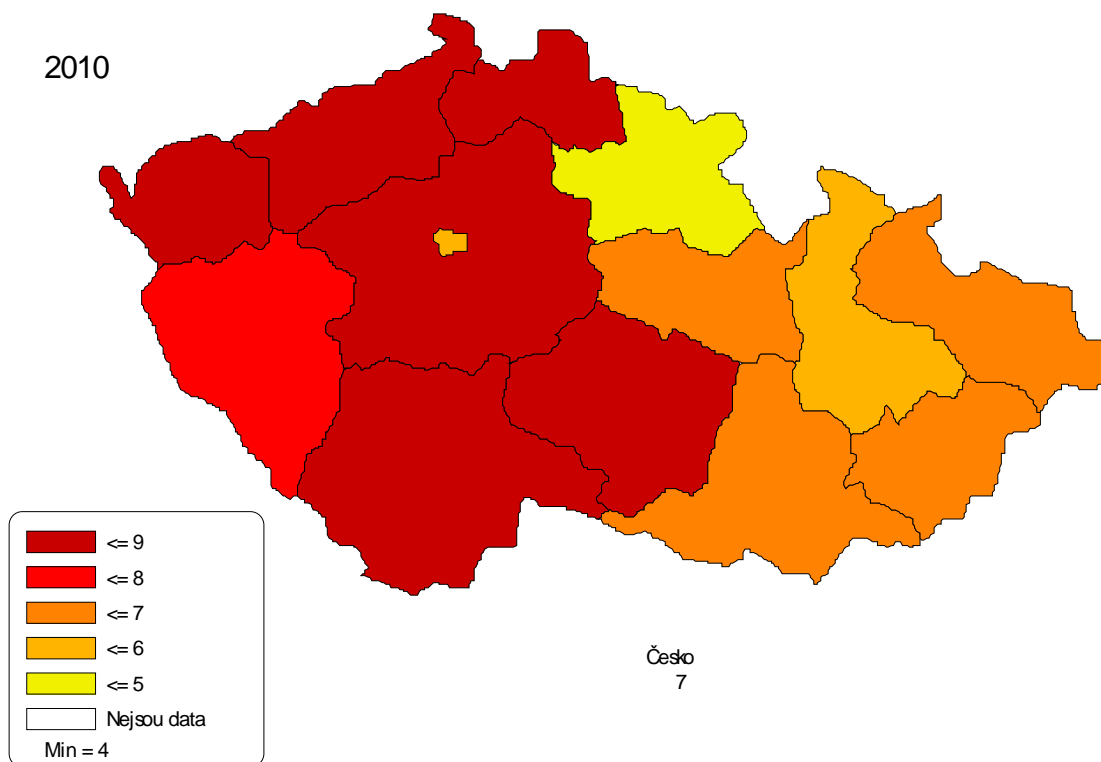 2010
<= 9
<= 8
<= 7
<= 6
<= 5
Nejsou data
Min = 4
Česko
7